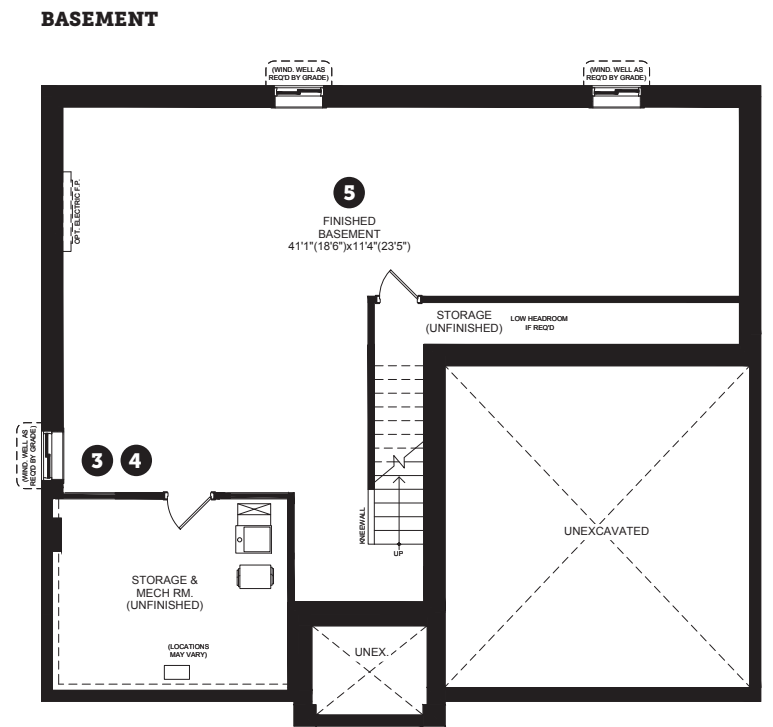 BASEMENT
(WIND. WELL AS
REQ'D BY GRADE)
(WIND. WELL AS
REQ'D BY GRADE)
5
FINISHED
BASEMENT
41'1"(18'6")x11'4"(23'5")
OPT. ELECTRIC F.P.
STORAGE
(UNFINISHED)
LOW HEADROOM
IF REQ'D
(WIND. WELL AS
REQ'D BY GRADE)
3 4
KNEEWALL
UP
UNEXCAVATED
STORAGE &
MECH RM.
(UNFINISHED)
(LOCATIONS
MAY VARY)
UNEX.